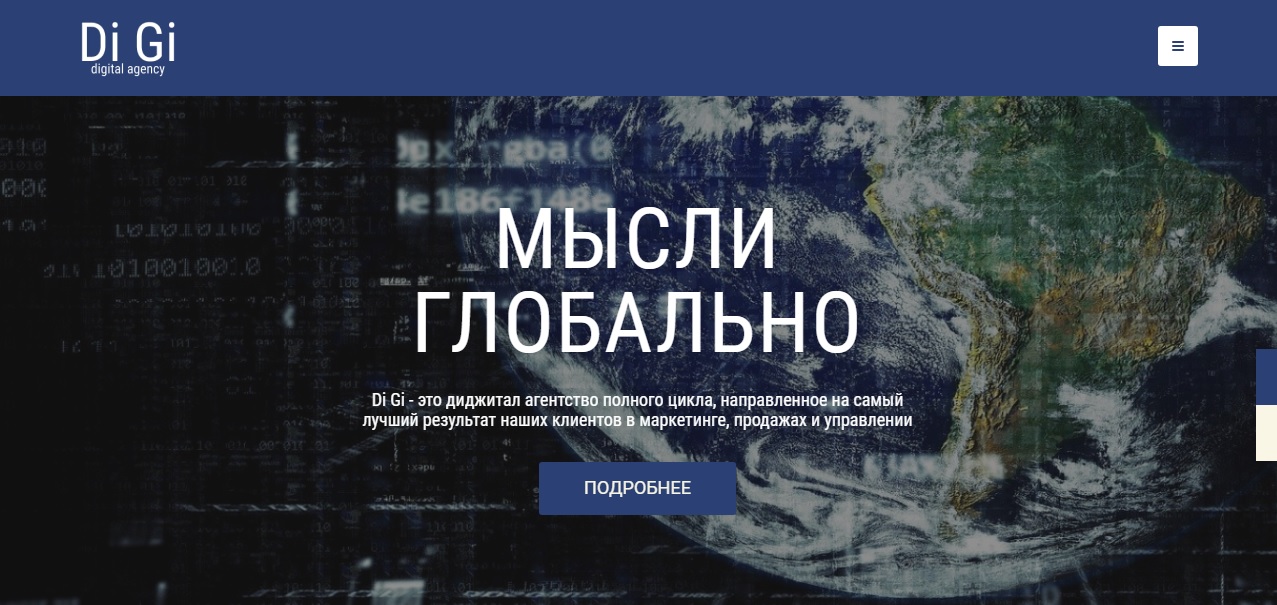 Di Gi
digital agency
МЫСЛИ
ГЛОБАЛЬНО
Di Gi - это диджитал агентство полного цикла, направленное на самый
лучший результат наших клиентов в маркетинге, продажах и управлении
ПОДРОБНЕЕ